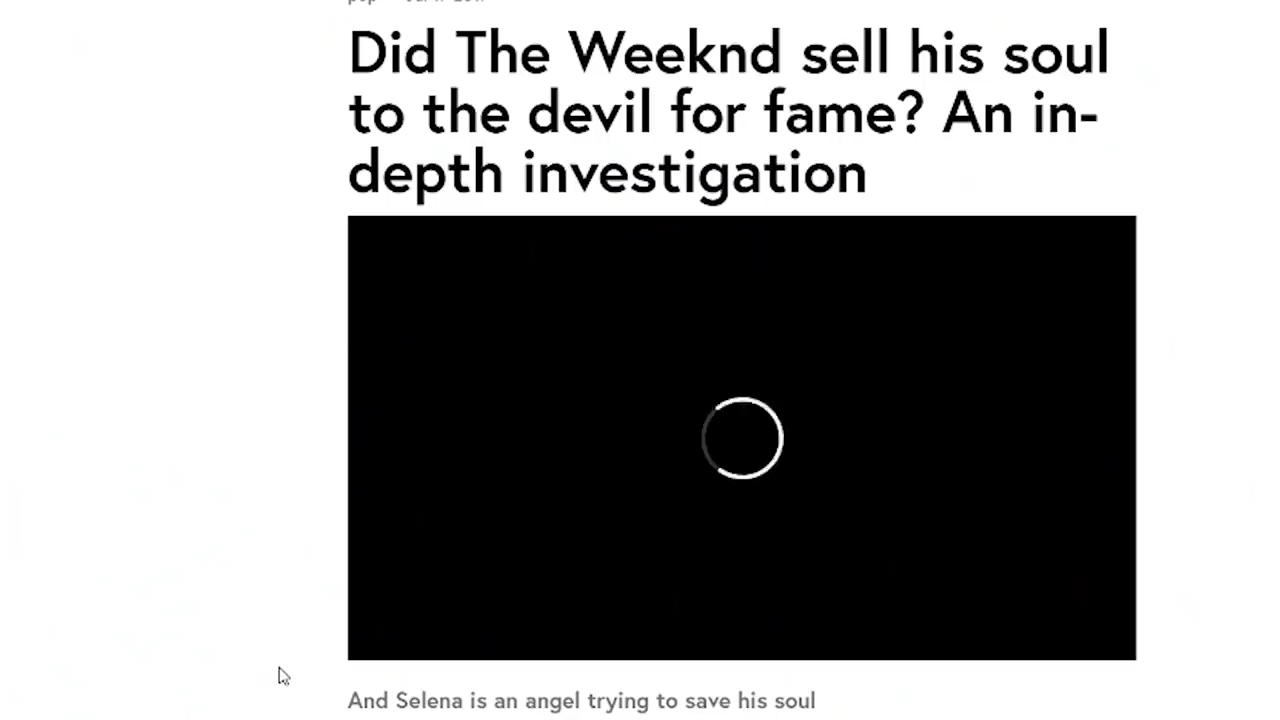 Did The Weeknd sell his soul
to the devil for fame? An in-
depth investigation
And Selena is an angel trying to save his soul